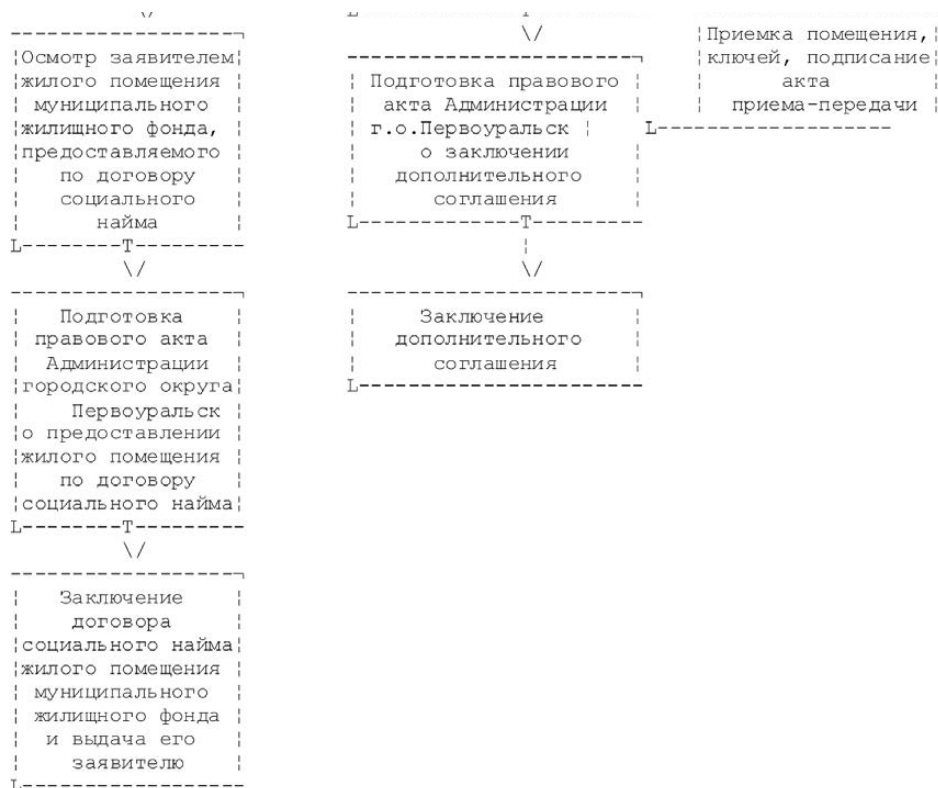 Осмотр заявителем
жилого помещения
муниципального
жилищного фонда,
предоставляемого
по договору
социального
найма
Подготовка
правового акта
Администрации
городского округа
Первоуральск
о предоставлении
жилого помещения
по договору
социального найма
Заключение
договора
социального найма
жилого помещения
муниципального
жилищного фонда
и выдача его
заявителю
Подготовка правового
акта Администрации
г.о.Первоуральск
о заключении
дополнительного
соглашения
Заключение
дополнительного
соглашения
Приемка помещения,
ключей, подписание
акта
приема-передачи